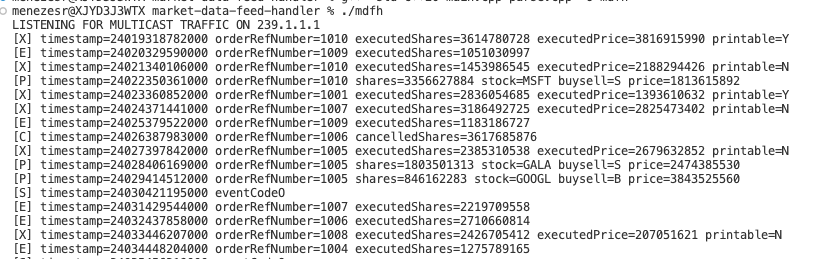 menezesr@XJYD3J3WTX market-data-feed-handler % ./mdfh
LISTENING FOR MULTICAST TRAFFIC ON 239.1.1.1
[X] timestamp=24019318782000 orderRefNumber=1010 executedShares=3614780728 executedPrice=3816915990 printable=Y
[E] timestamp=24020329590000 orderRefNumber=1009 executedShares=1051030997
[X] timestamp=24021340106000 orderRefNumber=1010 executedShares=1453986545 executedPrice=2188294426 printable=N
[P] timestamp=24022350361000 orderRefNumber=1010 shares=3356627884 stock=MSFT buysell=S price=1813615892
[X] timestamp=24023360852000 orderRefNumber=1001 executedShares=2836054685 executedPrice=1393610632 printable=Y
[X] timestamp=24024371441000 orderRefNumber=1007 executedShares=3186492725 executedPrice=2825473402 printable=N
[E] timestamp=24025379522000 orderRefNumber=1009 executedShares=1183186727
[C] timestamp=24026387983000 orderRefNumber=1006 cancelledShares=3617685876
[X] timestamp=24027397842000 orderRefNumber=1005 executedShares=2385310538 executedPrice=2679632852 printable=N
[P] timestamp=24028406169000 orderRefNumber=1005 shares=1803501313 stock=GALA buysell=S price=2474385530
[P] timestamp=24029414512000 orderRefNumber=1005 shares=846162283 stock=GOOGL buysell=B price=3843525560
[S] timestamp=24030421195000 eventCodeO
[E] timestamp=24031429544000 orderRefNumber=1007 executedShares=2219709558
[E] timestamp=24032437858000 orderRefNumber=1006 executedShares=2710660814
[X] timestamp=24033446207000 orderRefNumber=1008 executedShares=2426705412 executedPrice=207051621 printable=N
[E] timestamp=24034448204000 orderRefNumber=1004 executedShares=1275789165